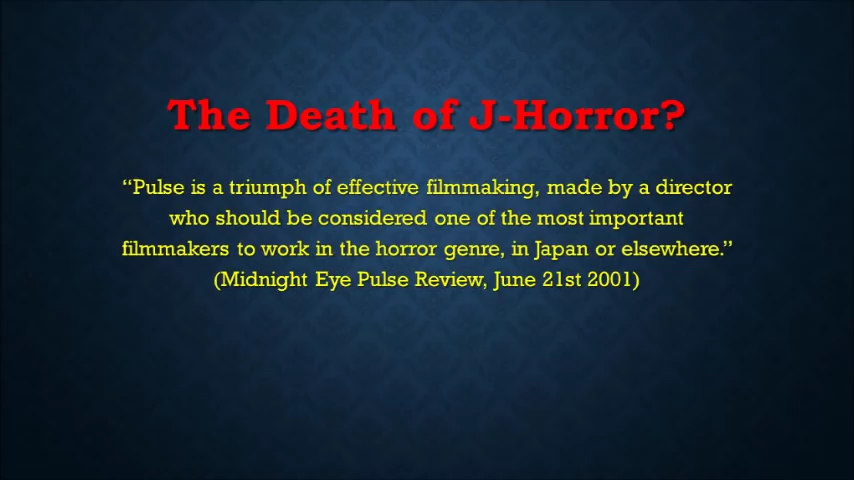 The Death of J-Horror?
“Pulse is a triumph of effective filmmaking, made by a director
who should be considered one of the most important
filmmakers to work in the horror genre, in Japan or elsewhere.”
(Midnight Eye Pulse Review, June 21st 2001)